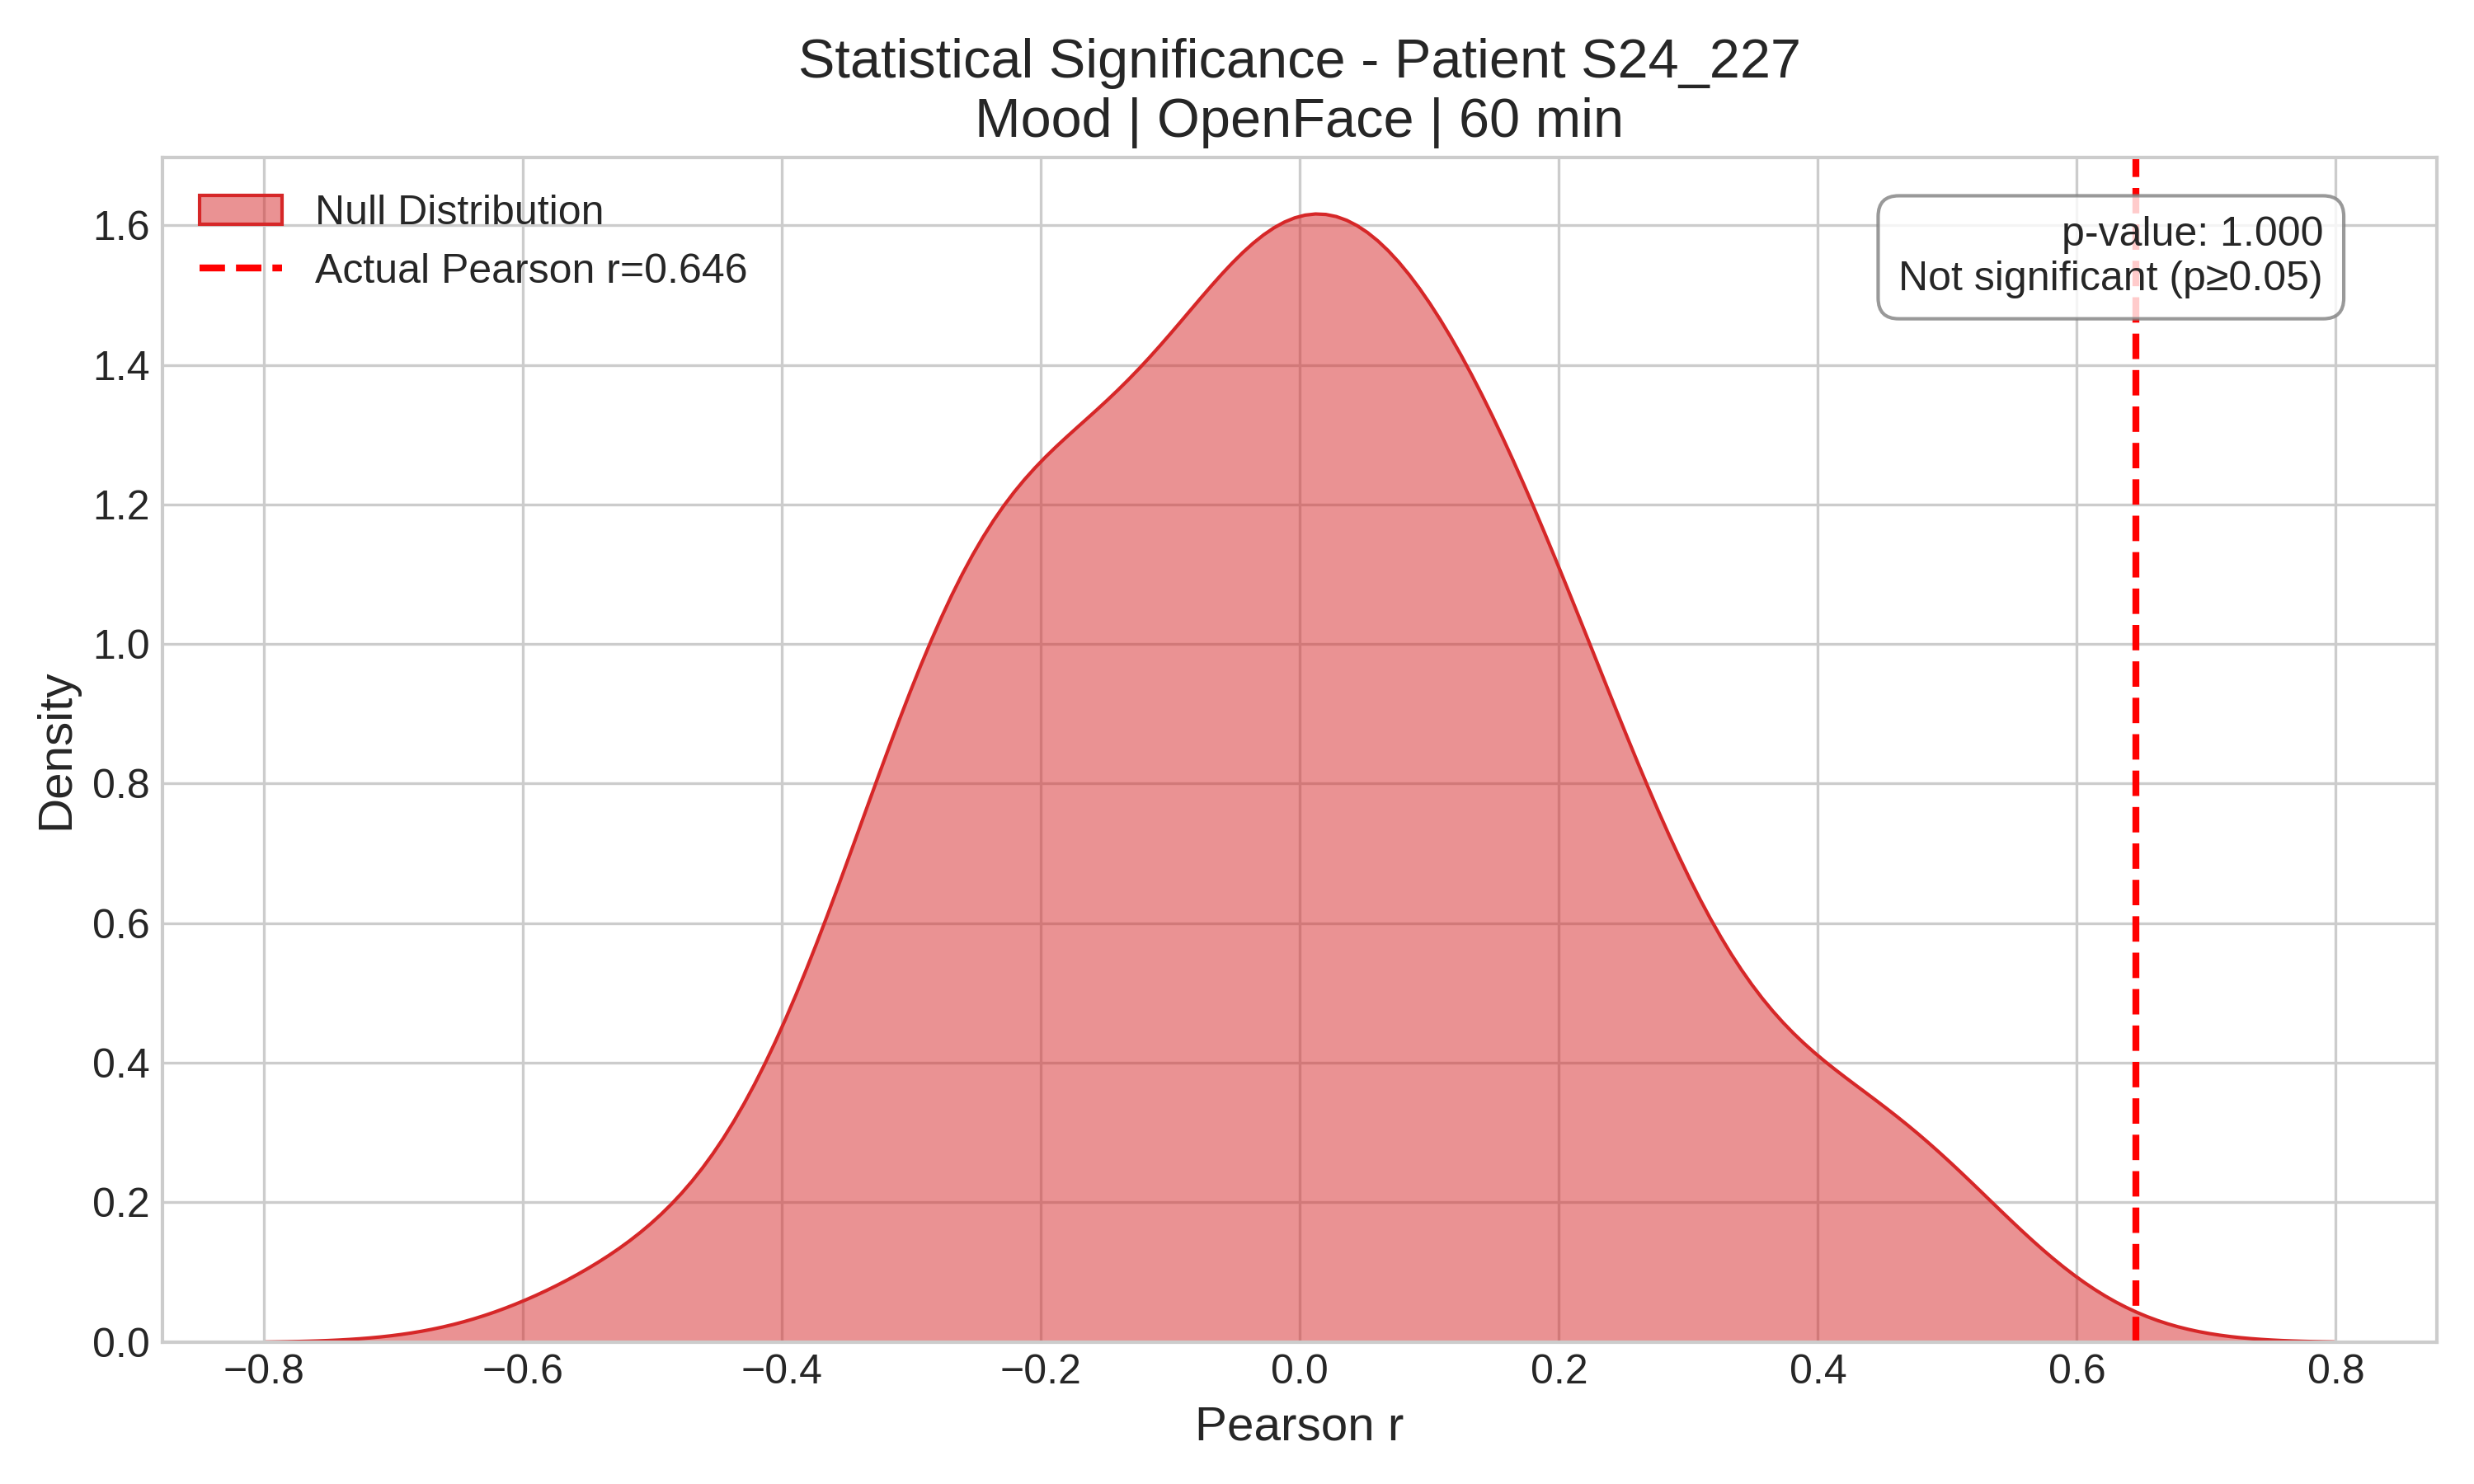 Statistical Significance - Patient S24_227
Mood | OpenFace | 60 min
Null Distribution
Actual Pearson r=0.646
p-value: 1.000
Not significant (p≥0.05)
Density
1.6
1.4
1.2
1.0
0.8
0.6
0.4
0.2
0.0
−0.8 −0.6 −0.4 −0.2 0.0 0.2 0.4 0.6 0.8
Pearson r